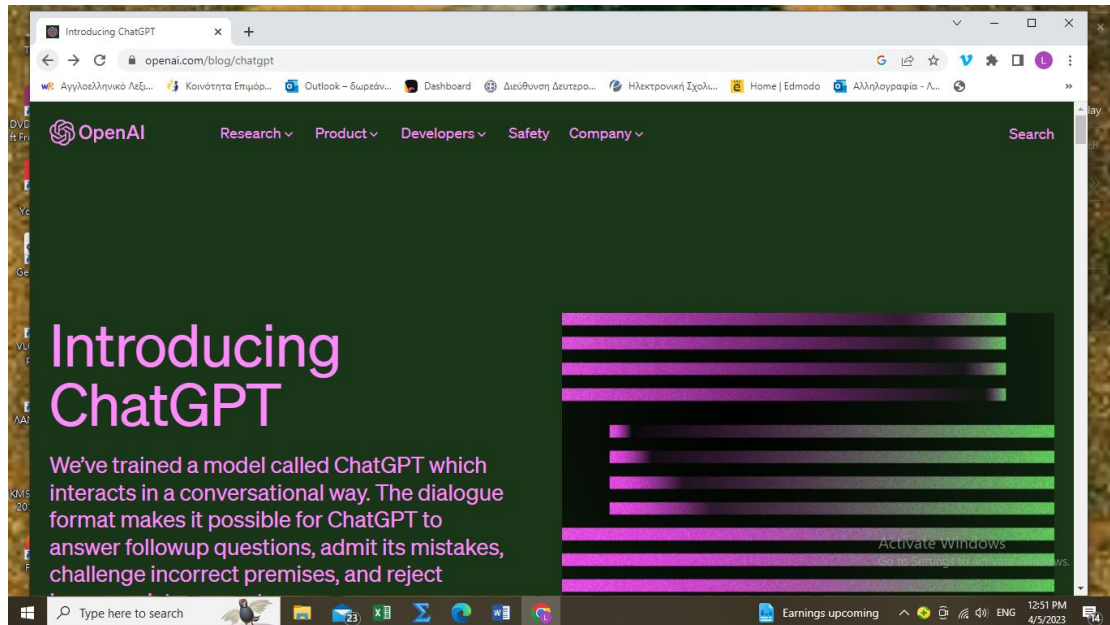 Introducing ChatGPT
openai.com/blog/chatgpt
G
L
wR Αγγλοελληνικό Λεξι...
Κοινότητα Επιμόρ...
Outlook – δωρεάν...
Dashboard
Διεύθυνση Δευτερο...
Ηλεκτρονική Σχολι...
Home | Edmodo
Αλληλογραφία - Λ...
»
OpenAI
Research
Product
Developers
Safety
Company
Search
Introducing
ChatGPT
We've trained a model called ChatGPT which
interacts in a conversational way. The dialogue
format makes it possible for ChatGPT to
answer followup questions, admit its mistakes,
challenge incorrect premises, and reject
Activate Windows
Go to Settings to activate Windows.
Type here to search
23
Earnings upcoming
ENG
12:51 PM
4/5/2023
14